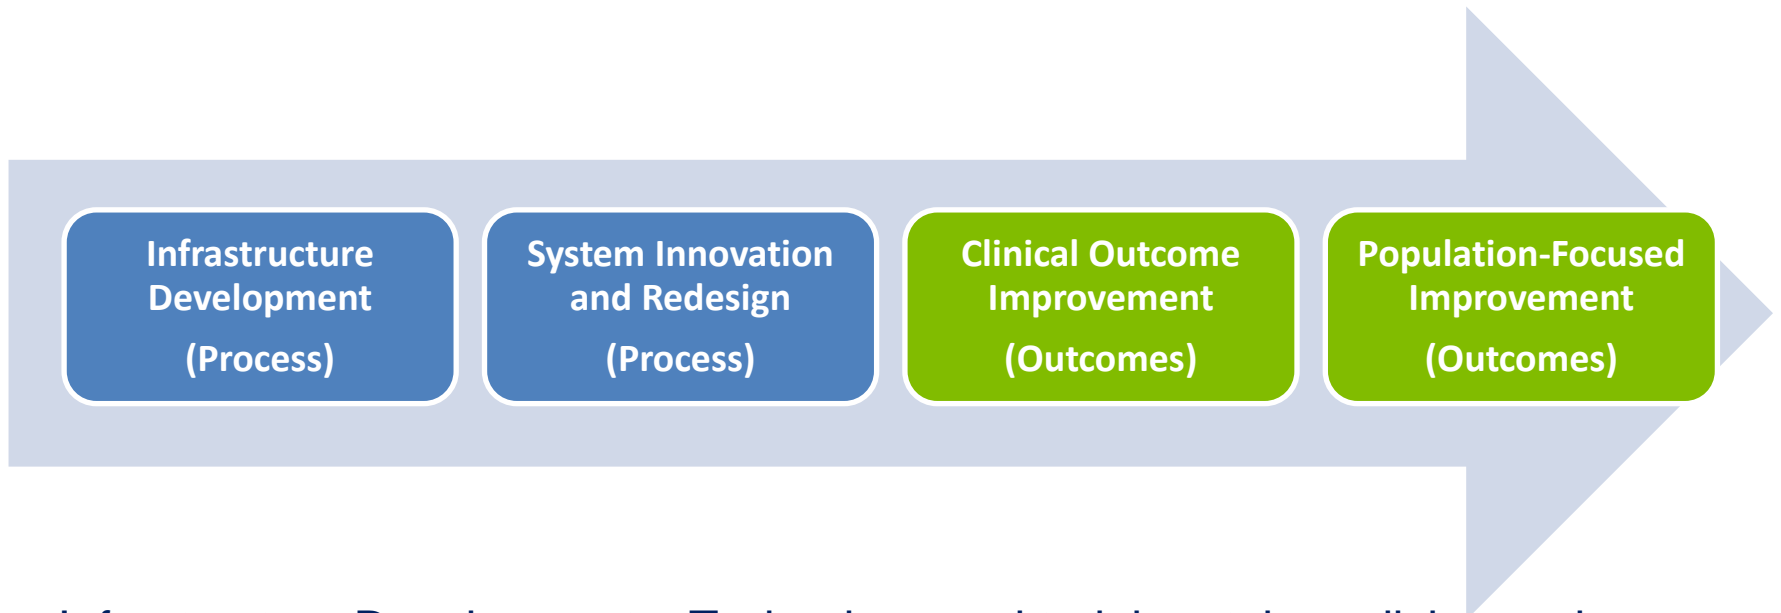 Infrastructure
Development
(Process)
System Innovation
and Redesign
(Process)
Clinical Outcome
Improvement
(Outcomes)
Population-Focused
Improvement
(Outcomes)